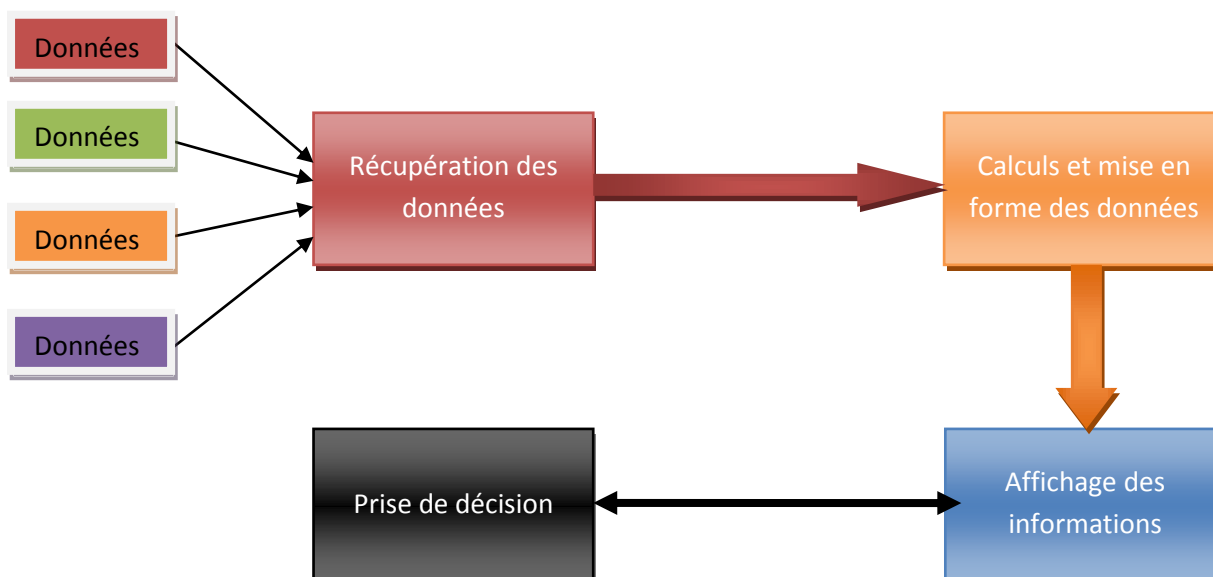 Données
Données
Données
Données
Récupération des
données
Calculs et mise en
forme des données
Prise de décision
Affichage des
informations